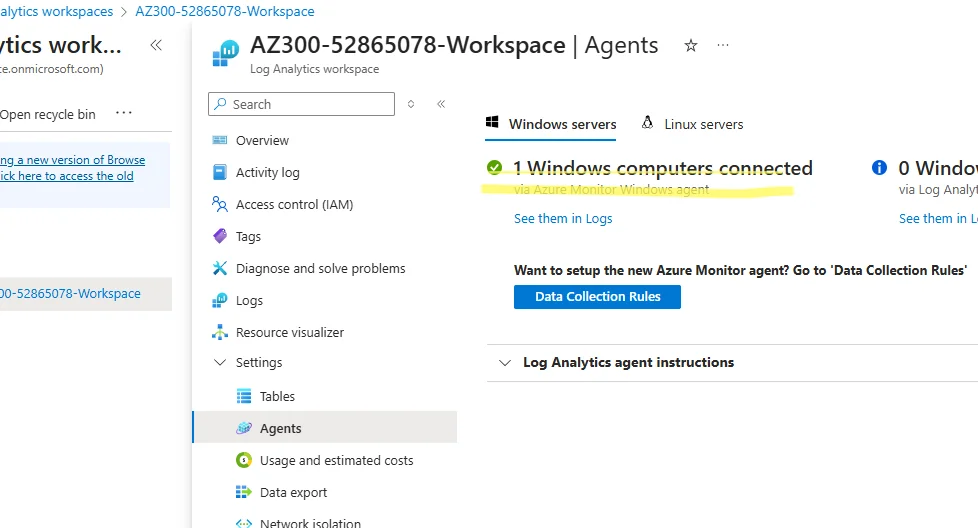 alytics workspaces > AZ300-52865078-Workspace
ytics work... «
ce.onmicrosoft.com)
Open recycle bin ...
ng a new version of Browse
lick here to access the old
00-52865078-Workspace
AZ300-52865078-Workspace | Agents ☆ ...
Log Analytics workspace
Search «
Overview
Activity log
Access control (IAM)
Tags
Diagnose and solve problems
Logs
Resource visualizer
Settings
Tables
Agents
Usage and estimated costs
Data export
Network isolation
Windows servers Linux servers
1 Windows computers connected
via Azure Monitor Windows agent
See them in Logs
0 Windo
via Log Analyt
See them in L
Want to setup the new Azure Monitor agent? Go to 'Data Collection Rules'
Data Collection Rules
Log Analytics agent instructions